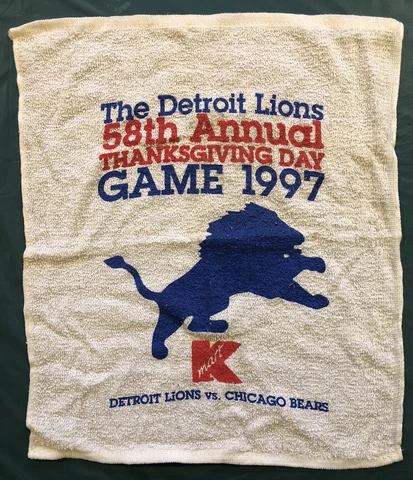 The Detroit Lions
58th Annual
THANKSGIVING DAY
GAME 1997
K
mart
DETROIT LIONS vs. CHICAGO BEARS